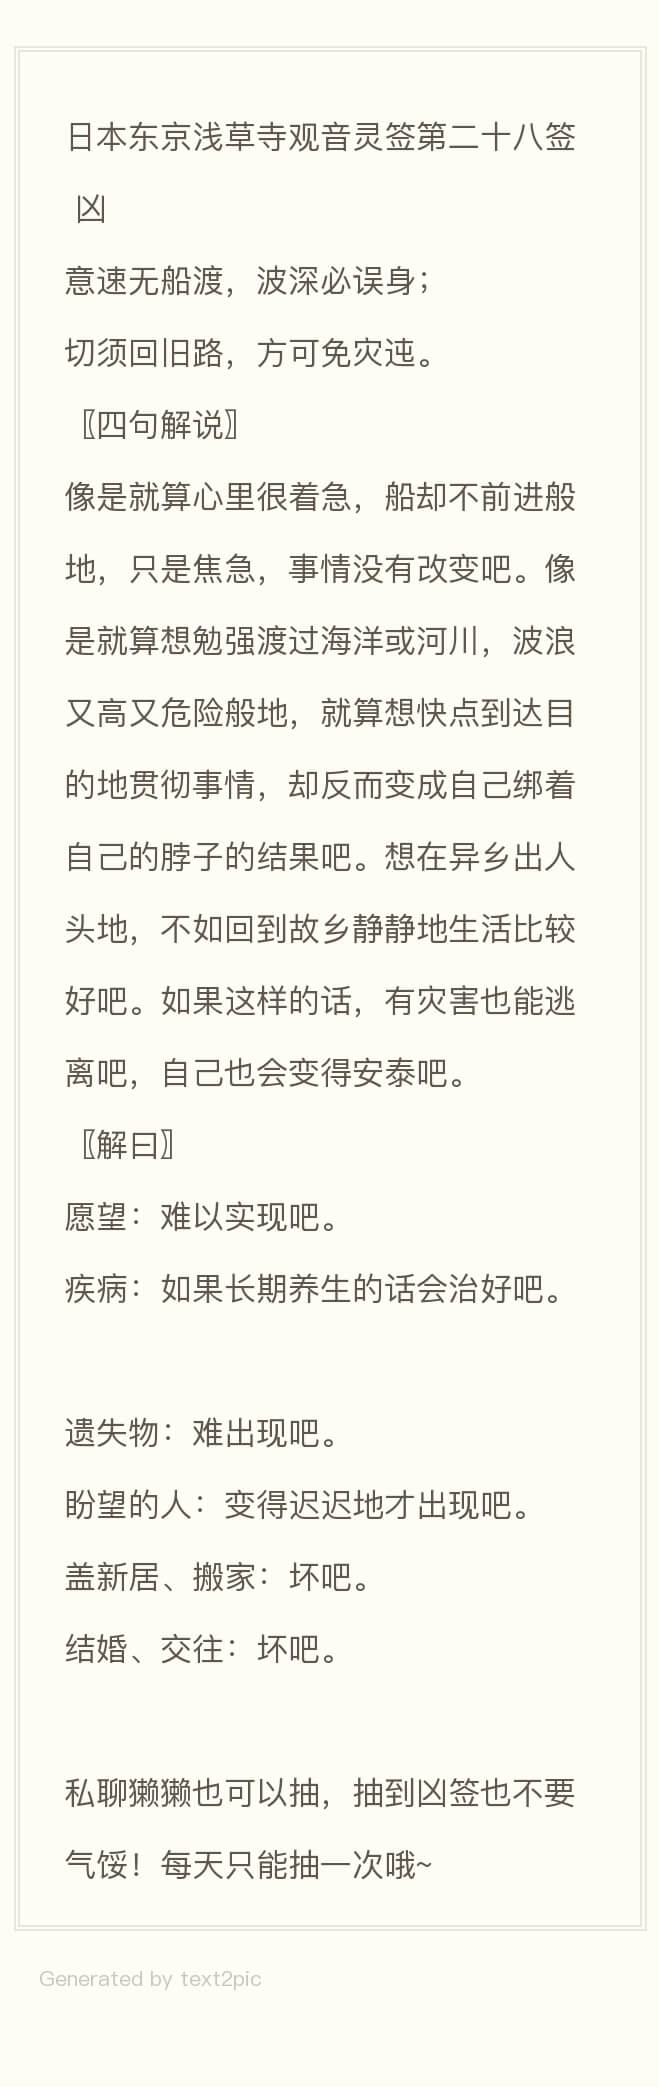 日本东京浅草寺观音灵签第二十八签
凶
意速无船渡，波深必误身；
切须回旧路，方可免灾迍。
〖四句解说〗
像是就算心里很着急，船却不前进般
地，只是焦急，事情没有改变吧。像
是就算想勉强渡过海洋或河川，波浪
又高又危险般地，就算想快点到达目
的地贯彻事情，却反而变成自己绑着
自己的脖子的结果吧。想在异乡出人
头地，不如回到故乡静静地生活比较
好吧。如果这样的话，有灾害也能逃
离吧，自己也会变得安泰吧。
〖解曰〗
愿望：难以实现吧。
疾病：如果长期养生的话会治好吧。
遗失物：难出现吧。
盼望的人：变得迟迟地才出现吧。
盖新居、搬家：坏吧。
结婚、交往：坏吧。
私聊獭獭也可以抽，抽到凶签也不要
气馁！每天只能抽一次哦~
Generated by text2pic